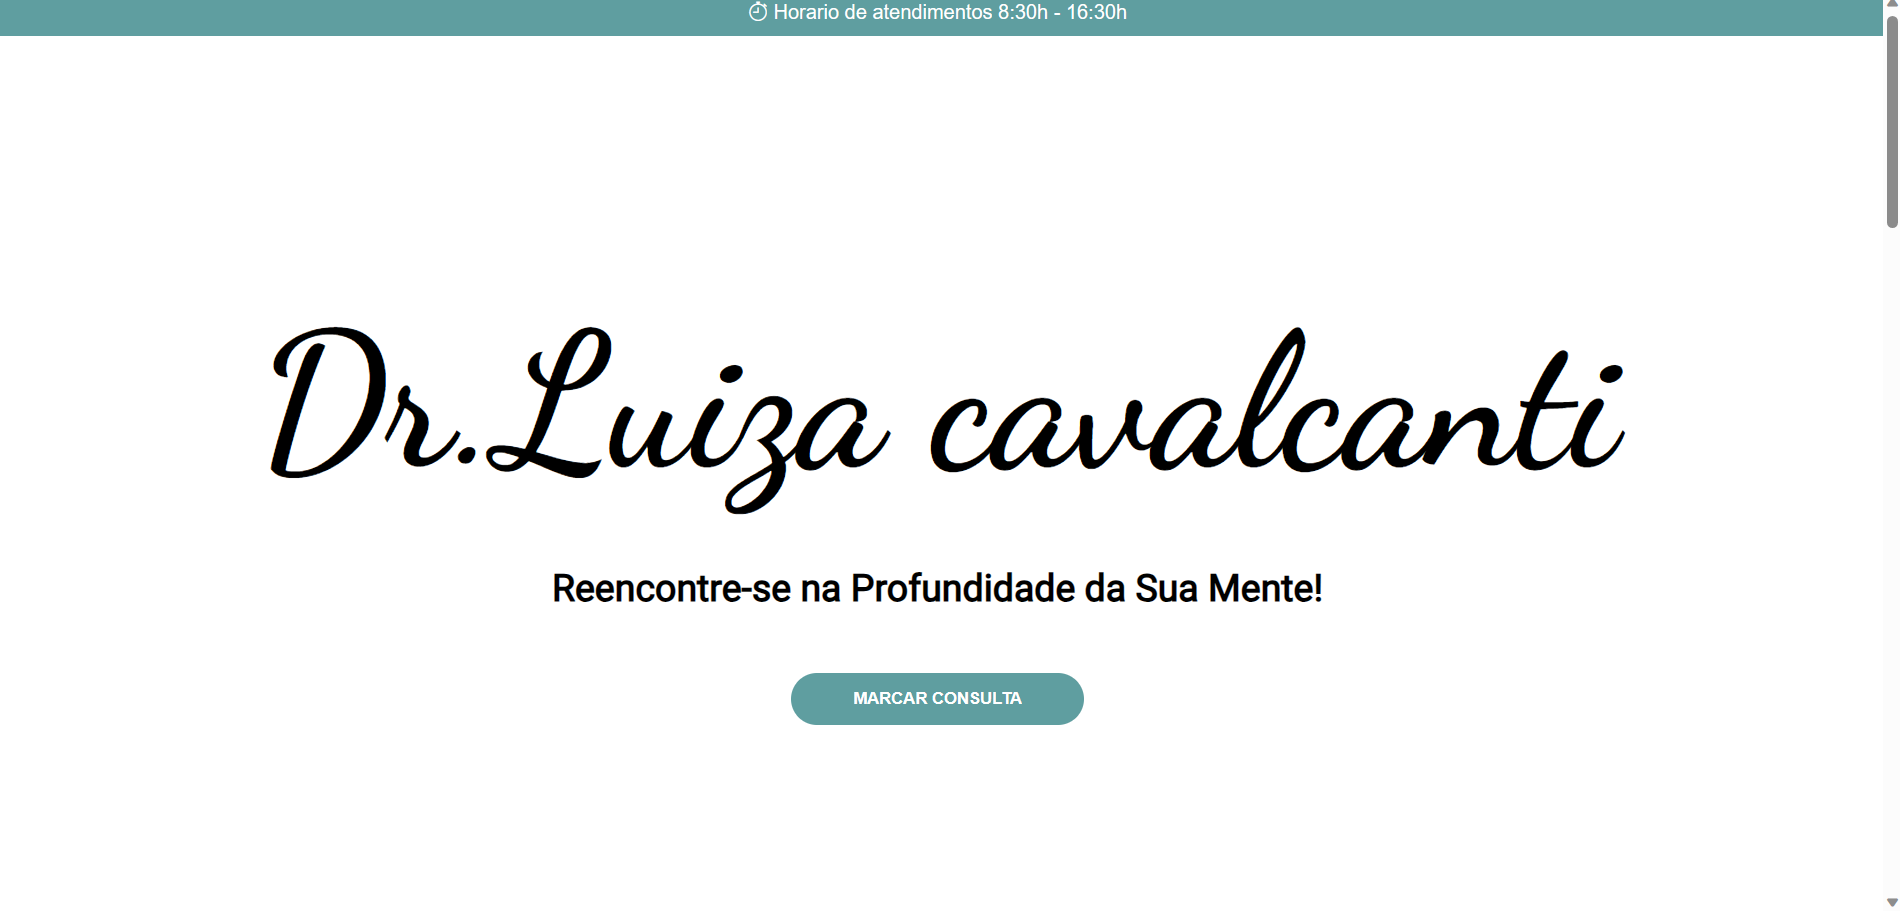 Horario de atendimentos 8:30h - 16:30h
Dr.Luiza cavalcanti
Reencontre-se na Profundidade da Sua Mente!
MARCAR CONSULTA